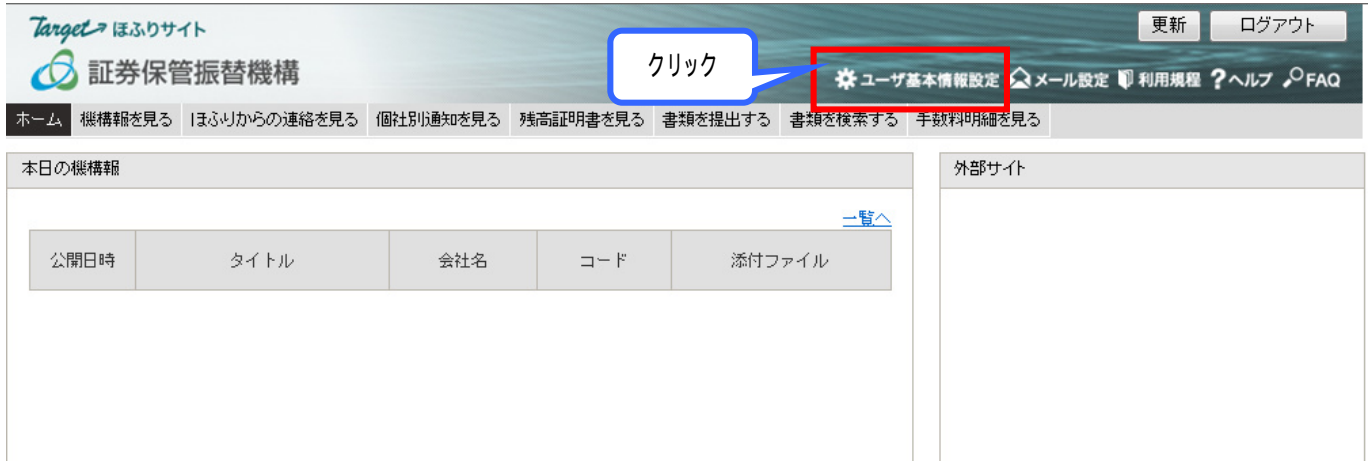 Target ほふりサイト
更新 ログアウト
証券保管振替機構
クリック
ユーザ基本情報設定 メール設定 利用規程 ?ヘルプ FAQ
ホーム 機構報を見る ほふりからの連絡を見る 個社別通知を見る 残高証明書を見る 書類を提出する 書類を検索する 手数料明細を見る
本日の機構報 外部サイト
一覧へ
公開日時 タイトル 会社名 コード 添付ファイル